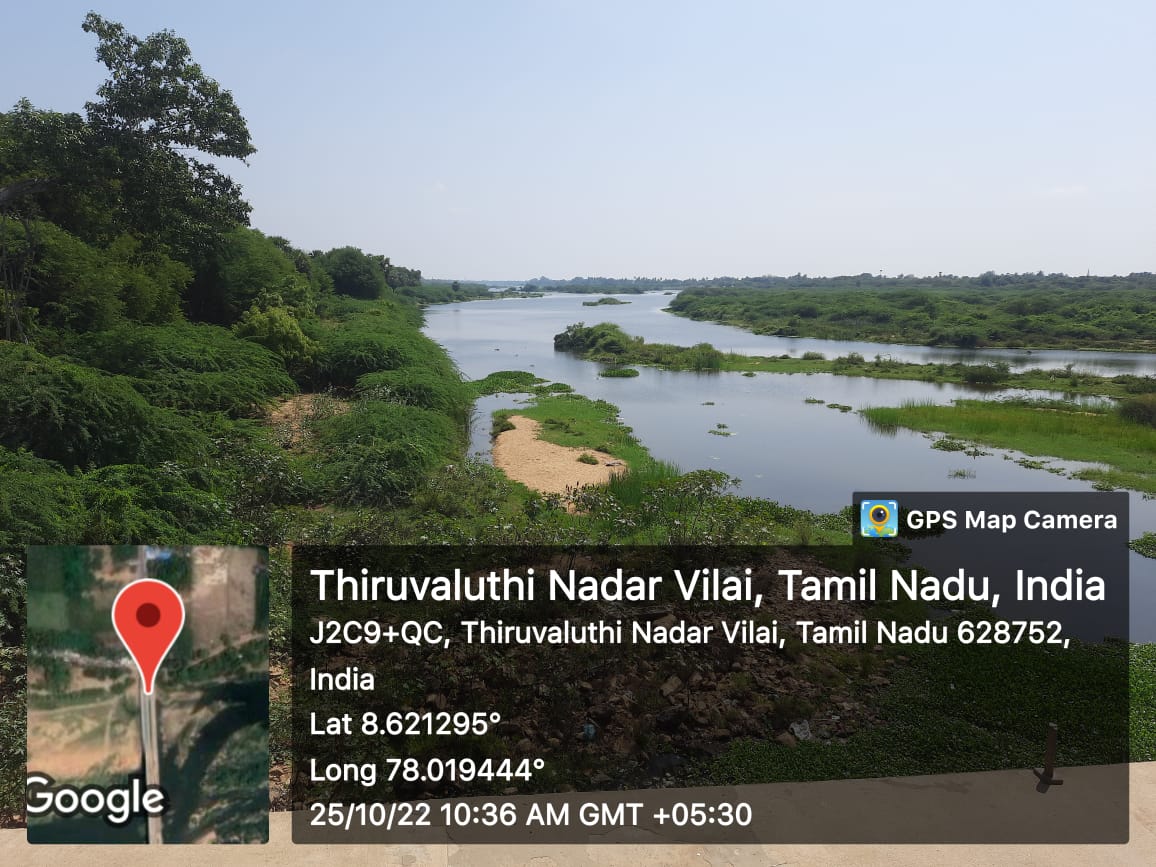 GPS Map Camera
Thiruvaluthi Nadar Vilai, Tamil Nadu, India
J2C9+QC, Thiruvaluthi Nadar Vilai, Tamil Nadu 628752,
India
Lat 8.621295°
Long 78.019444°
25/10/22 10:36 AM GMT +05:30
Google